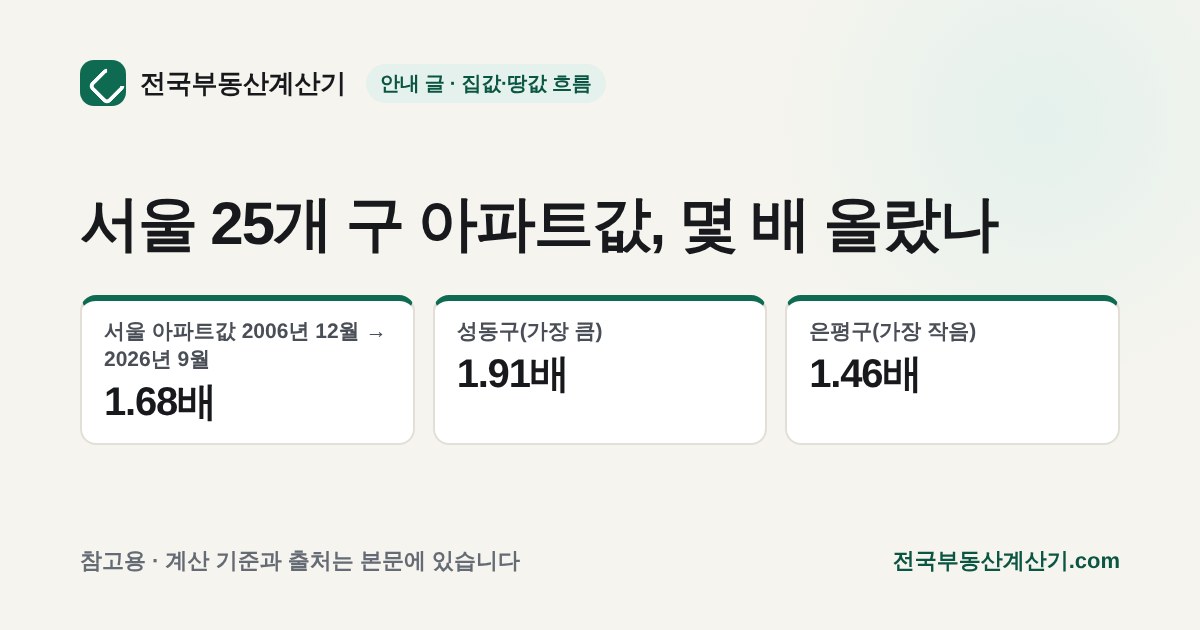 전국부동산계산기
안내 글 · 집값·땅값 흐름
서울 25개 구 아파트값, 몇 배 올랐나
서울 아파트값 2006년 12월 →
2026년 9월
1.68배
성동구(가장 큼)
1.91배
은평구(가장 작음)
1.46배
참고용 · 계산 기준과 출처는 본문에 있습니다
전국부동산계산기.com